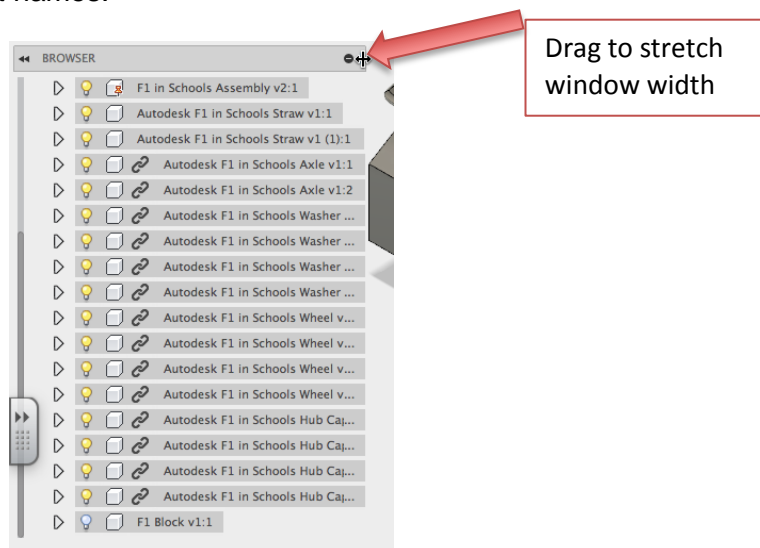 names.
BROWSER
F1 in Schools Assembly v2:1
Autodesk F1 in Schools Straw v1:1
Autodesk F1 in Schools Straw v1 (1):1
Autodesk F1 in Schools Axle v1:1
Autodesk F1 in Schools Axle v1:2
Autodesk F1 in Schools Washer ...
Autodesk F1 in Schools Washer ...
Autodesk F1 in Schools Washer ...
Autodesk F1 in Schools Washer ...
Autodesk F1 in Schools Wheel v...
Autodesk F1 in Schools Wheel v...
Autodesk F1 in Schools Wheel v...
Autodesk F1 in Schools Wheel v...
Autodesk F1 in Schools Hub Cap...
Autodesk F1 in Schools Hub Cap...
Autodesk F1 in Schools Hub Cap...
Autodesk F1 in Schools Hub Cap...
F1 Block v1:1
Drag to stretch
window width